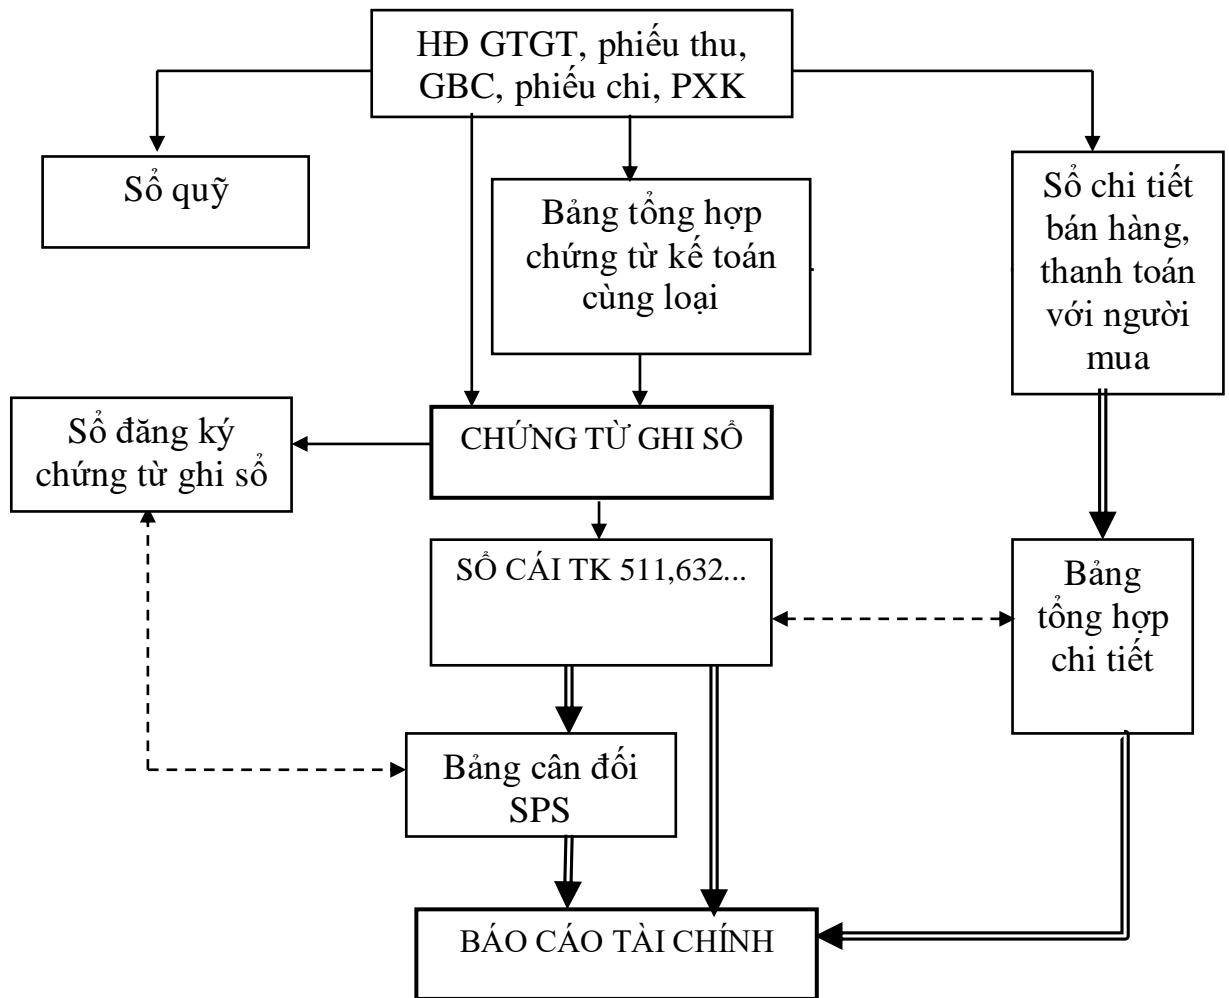 HĐ GTGT, phiếu thu,
GBC, phiếu chi, PXK
Sổ quỹ
Bảng tổng hợp
chứng từ kế toán
cùng loại
Sổ chi tiết
bán hàng,
thanh toán
với người
mua
Sổ đăng ký
chứng từ ghi sổ
CHỨNG TỪ GHI SỔ
SỔ CÁI TK 511,632...
Bảng
tổng hợp
chi tiết
Bảng cân đối
SPS
BÁO CÁO TÀI CHÍNH